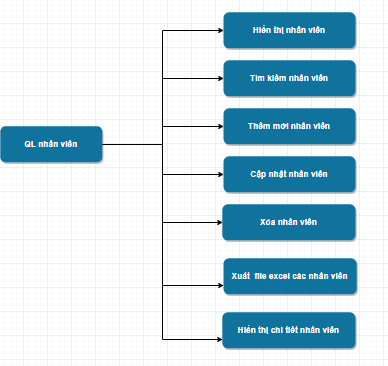 Hiển thị nhân viên
Tìm kiếm nhân viên
Thêm mới nhân viên
QL nhân viên
Cập nhật nhân viên
Xóa nhân viên
Xuất file excel các nhân viên
Hiển thị chi tiết nhân viên